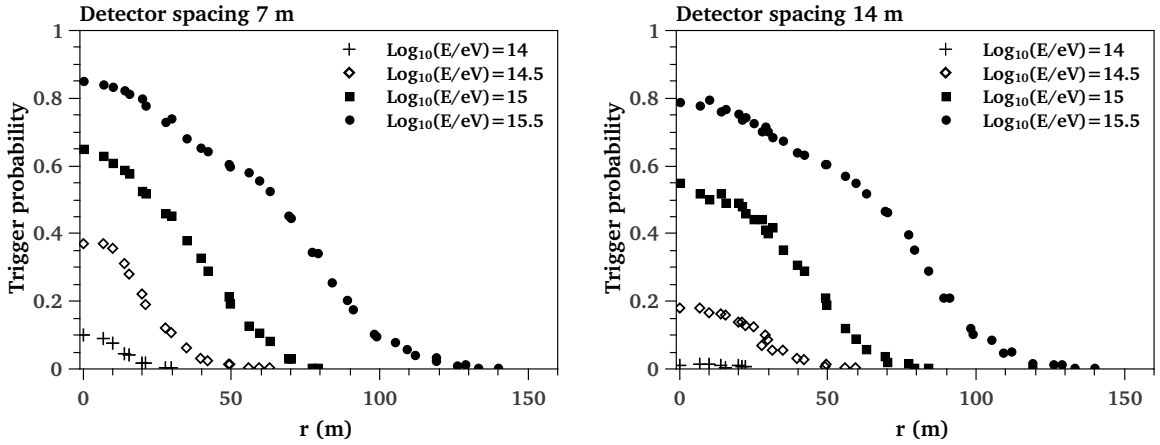 Detector spacing 7 m
1
0.8
0.6
0.4
0.2
0
Trigger probability
Log₁₀(E/eV)=14
Log₁₀(E/eV)=14.5
Log₁₀(E/eV)=15
Log₁₀(E/eV)=15.5
0 50 100 150
r (m)
Detector spacing 14 m
1
0.8
0.6
0.4
0.2
0
Trigger probability
Log₁₀(E/eV)=14
Log₁₀(E/eV)=14.5
Log₁₀(E/eV)=15
Log₁₀(E/eV)=15.5
0 50 100 150
r (m)